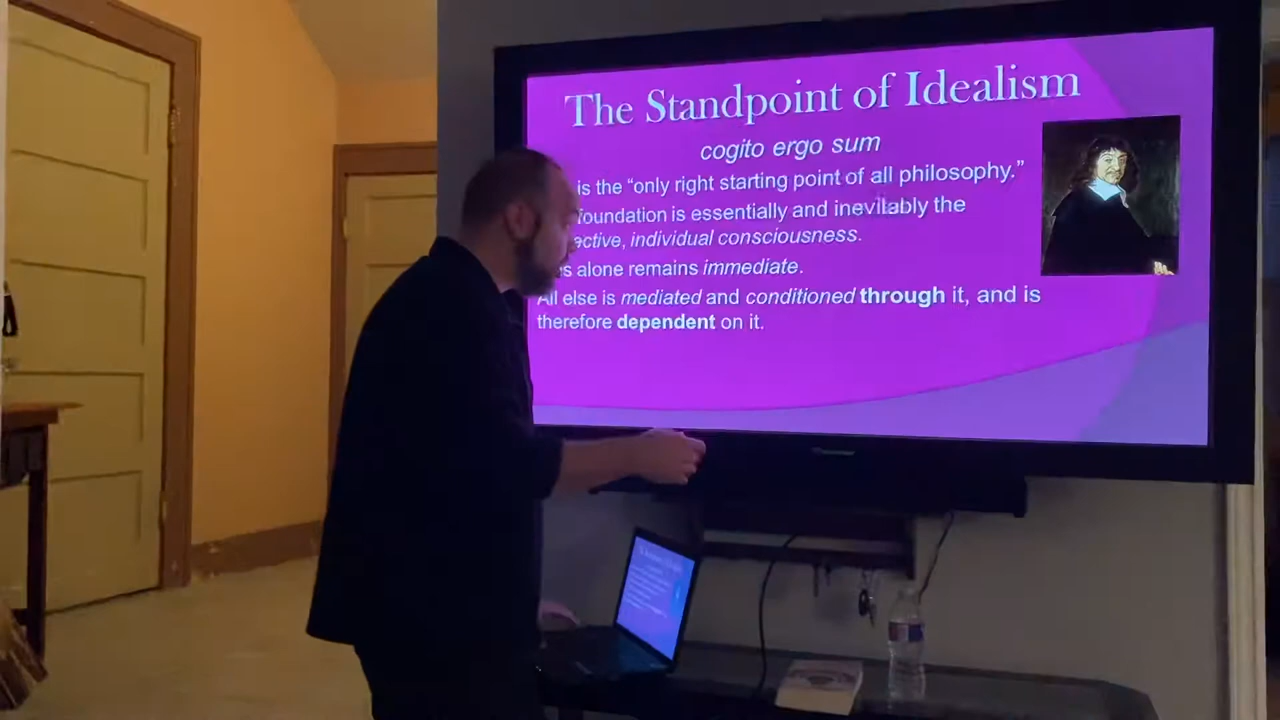 The Standpoint of Idealism
cogito ergo sum
is the “only right starting point of all philosophy.”
foundation is essentially and inevitably the
ective, individual consciousness.
s alone remains immediate.
All else is mediated and conditioned through it, and is
therefore dependent on it.